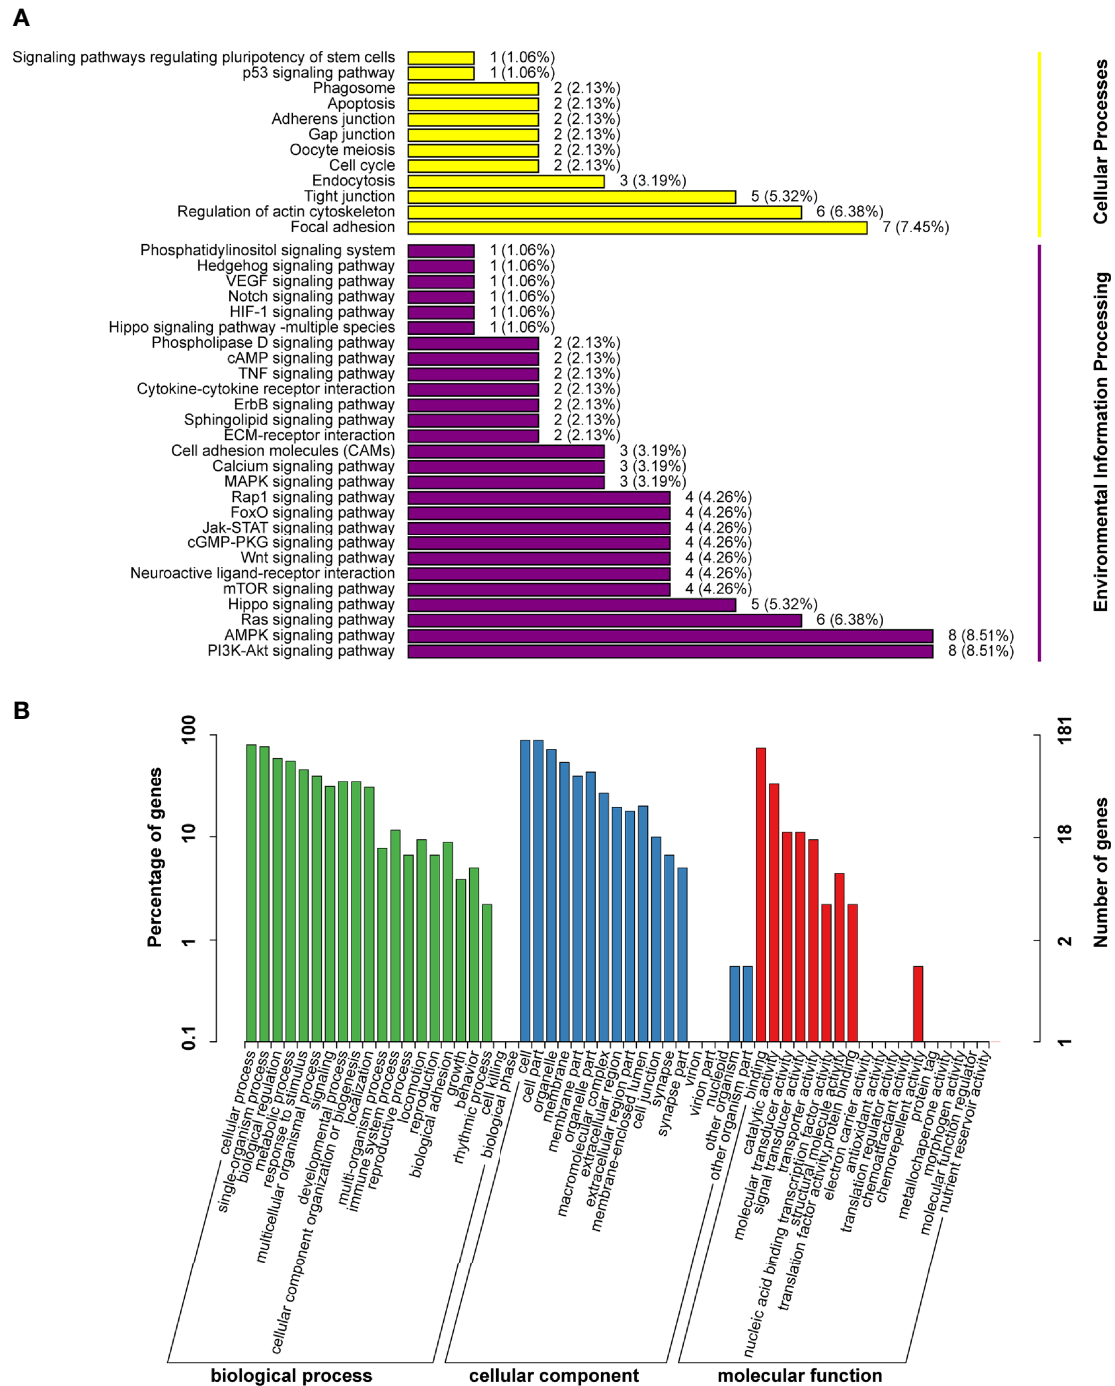 A
Signaling pathways regulating pluripotency of stem cells 1 (1.06%)
p53 signaling pathway 1 (1.06%)
Phagosome 2 (2.13%)
Apoptosis 2 (2.13%)
Adherens junction 2 (2.13%)
Gap junction 2 (2.13%)
Oocyte meiosis 2 (2.13%)
Cell cycle 2 (2.13%)
Endocytosis 3 (3.19%)
Tight junction 5 (5.32%)
Regulation of actin cytoskeleton 6 (6.38%)
Focal adhesion 7 (7.45%)
Cellular Processes
Phosphatidylinositol signaling system 1 (1.06%)
Hedgehog signaling pathway 1 (1.06%)
VEGF signaling pathway 1 (1.06%)
Notch signaling pathway 1 (1.06%)
HIF-1 signaling pathway 1 (1.06%)
Hippo signaling pathway -multiple species 1 (1.06%)
Phospholipase D signaling pathway 2 (2.13%)
cAMP signaling pathway 2 (2.13%)
TNF signaling pathway 2 (2.13%)
Cytokine-cytokine receptor interaction 2 (2.13%)
ErbB signaling pathway 2 (2.13%)
Sphingolipid signaling pathway 2 (2.13%)
ECM-receptor interaction 2 (2.13%)
Cell adhesion molecules (CAMs) 3 (3.19%)
Calcium signaling pathway 3 (3.19%)
MAPK signaling pathway 3 (3.19%)
Rap1 signaling pathway 4 (4.26%)
FoxO signaling pathway 4 (4.26%)
Jak-STAT signaling pathway 4 (4.26%)
cGMP-PKG signaling pathway 4 (4.26%)
Wnt signaling pathway 4 (4.26%)
Neuroactive ligand-receptor interaction 4 (4.26%)
mTOR signaling pathway 4 (4.26%)
Hippo signaling pathway 5 (5.32%)
Ras signaling pathway 6 (6.38%)
AMPK signaling pathway 8 (8.51%)
PI3K-Akt signaling pathway 8 (8.51%)
Environmental Information Processing
B
Percentage of genes
100
10
1
0.1
Number of genes
181
18
2
1
cellular process
single-organism process
biological regulation
metabolic process
response to stimulus
multicellular organismal process
signaling
developmental process
cellular component organization or biogenesis
localization
multi-organism process
immune system process
reproductive process
locomotion
reproduction
biological adhesion
growth
behavior
rhythmic process
cell killing
biological phase
cell
cell part
organelle
membrane
membrane part
organelle part
macromolecular complex
extracellular region
extracellular region part
membrane-enclosed lumen
cell junction
synapse
synapse part
virion
virion part
nucleoid
other organism
other organism part
binding
catalytic activity
molecular transducer activity
signal transducer activity
transporter activity
nucleic acid binding transcription factor activity
structural molecule activity
translation factor activity,protein binding
electron carrier activity
antioxidant activity
translation regulator activity
chemoattractant activity
chemorepellent activity
protein tag
metallochaperone activity
morphogen activity
molecular function regulator
nutrient reservoir activity
biological process
cellular component
molecular function